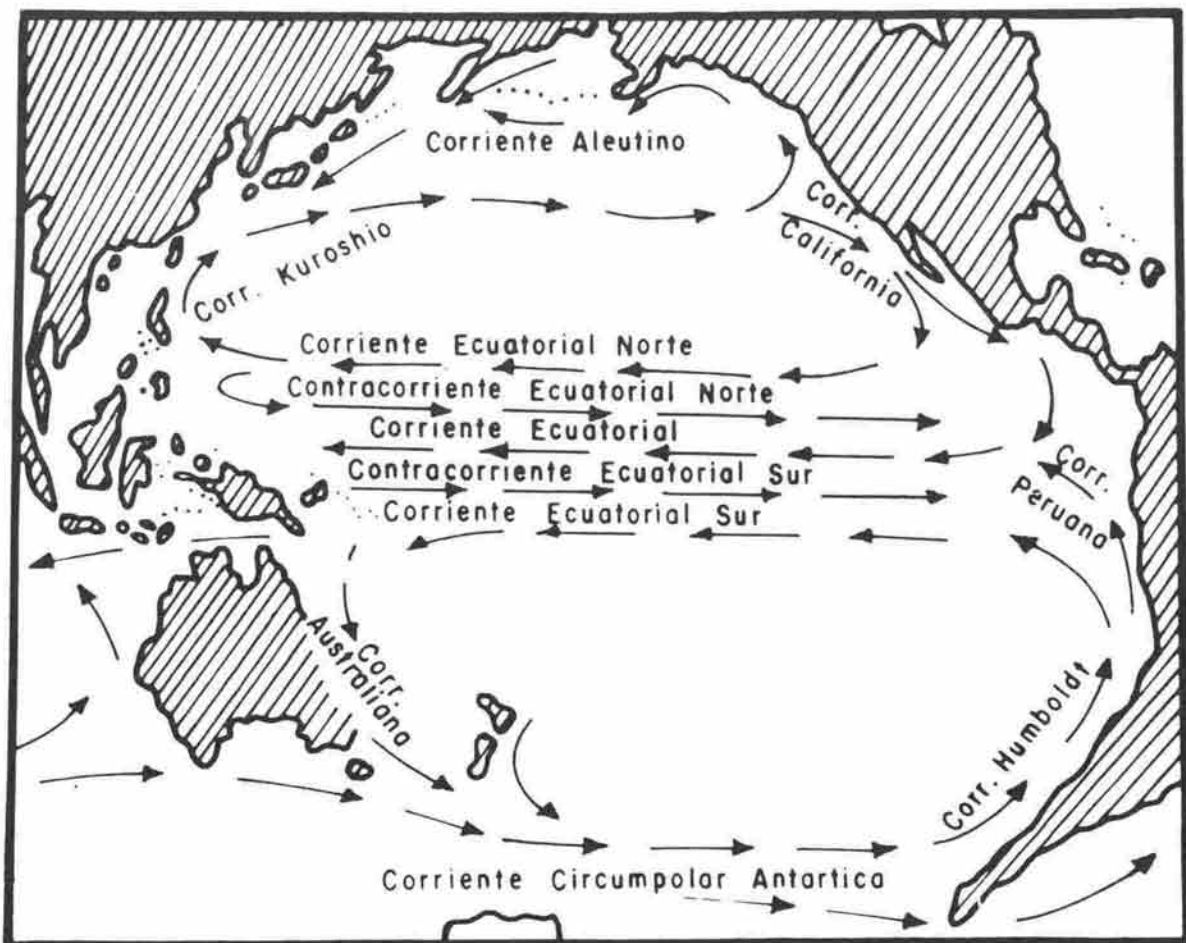 Corriente Aleutino
Corr.
California
Corr. Kuroshio
Corriente Ecuatorial Norte
Contracorriente Ecuatorial Norte
Corriente Ecuatorial
Contracorriente Ecuatorial Sur
Corriente Ecuatorial Sur
Corr.
Peruana
Corr.
Australiana
Corr. Humboldt
Corriente Circumpolar Antartica